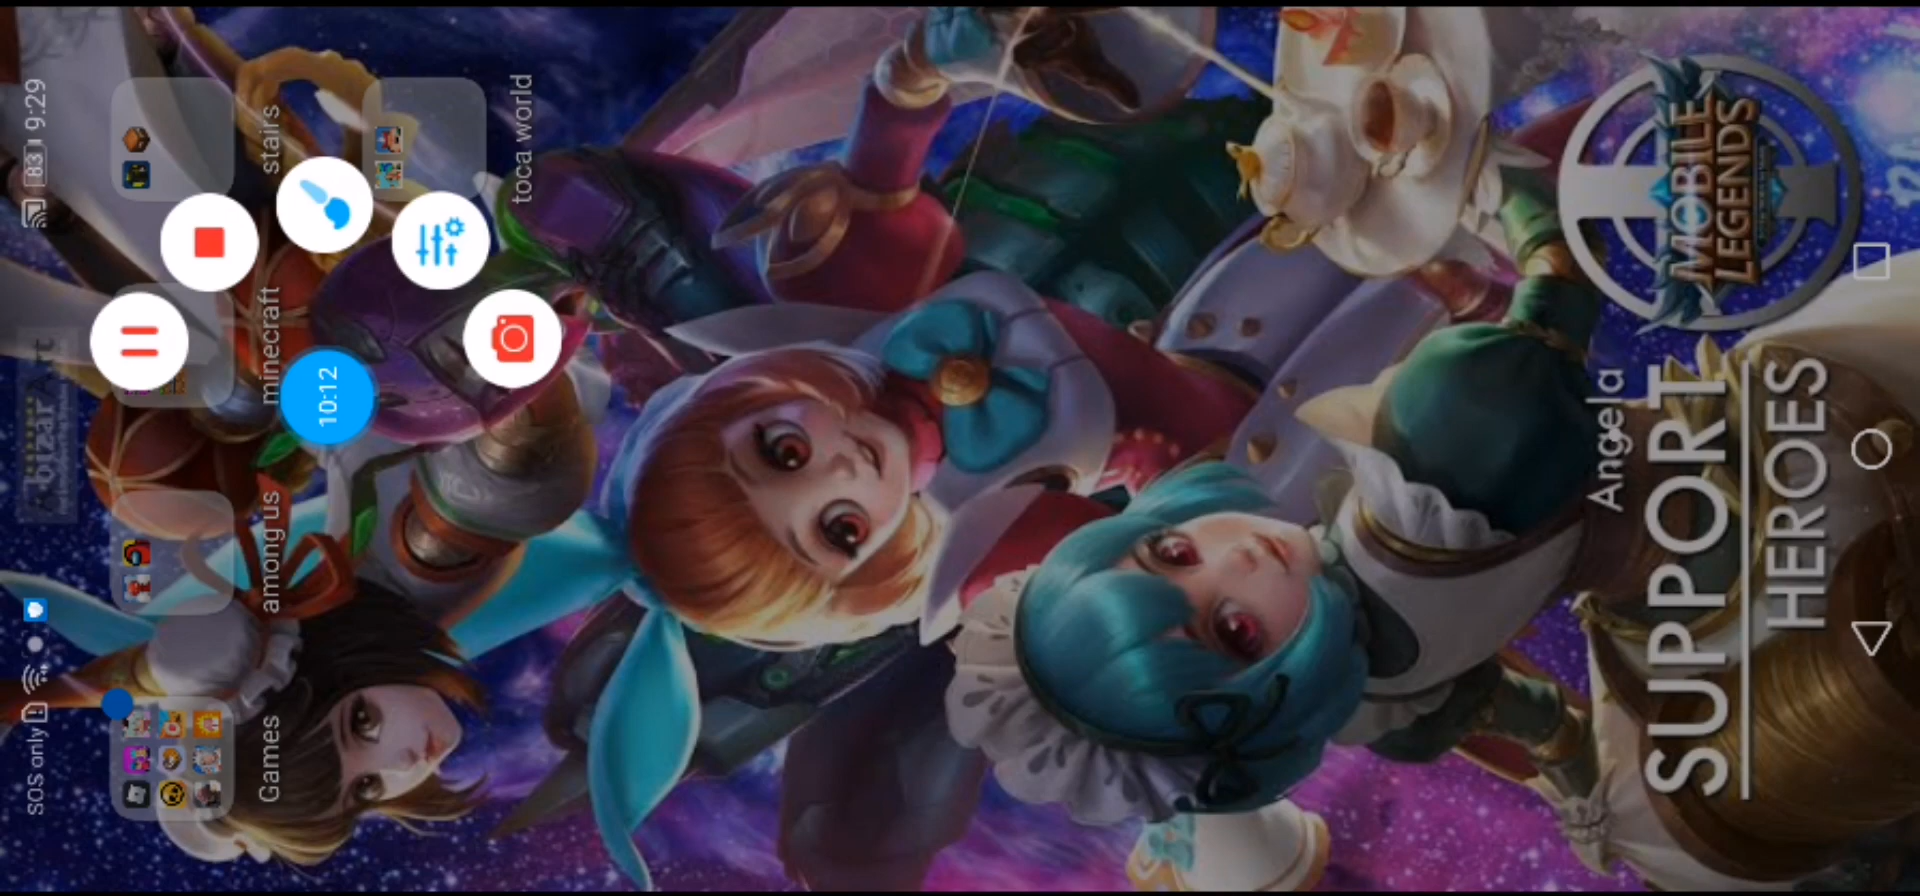 SOS only
83
9:29
Games
among us
minecraft
stairs
toca world
10:12
Angela
SUPPORT
HEROES
MOBILE
LEGENDS